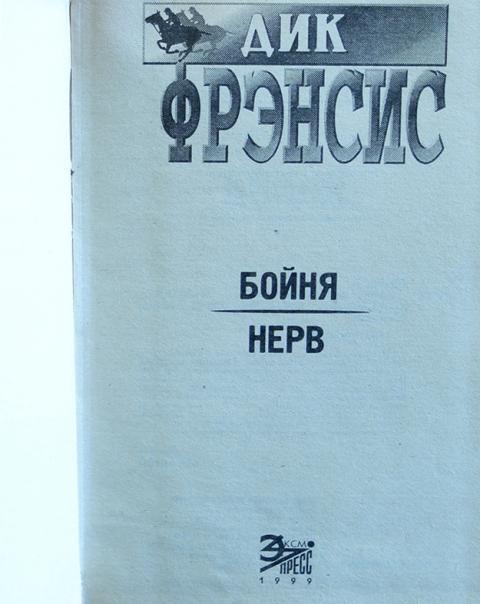 ДИК
ФРЭНСИС
БОЙНЯ
НЕРВ
ЭКСМО
ПРЕСС
1999